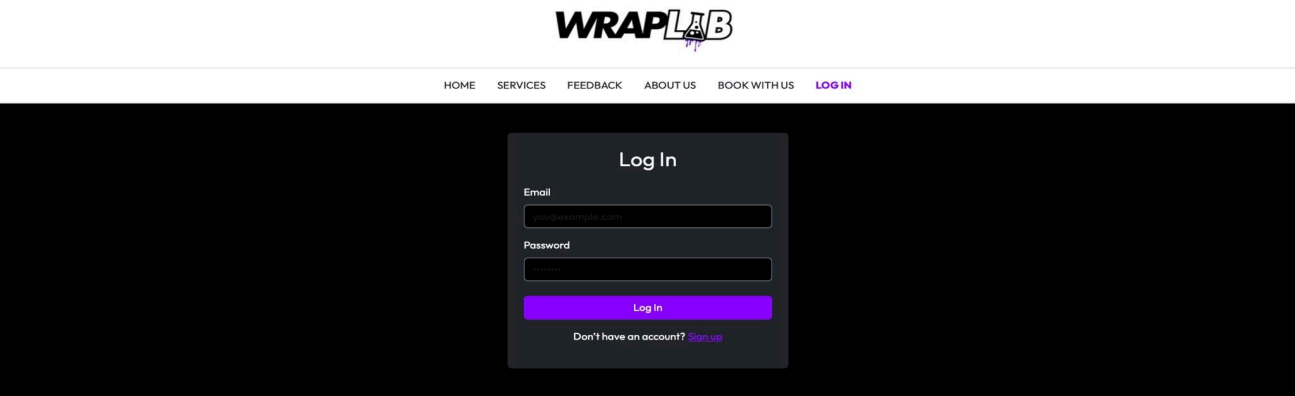 WRAPLAB
HOME SERVICES FEEDBACK ABOUT US BOOK WITH US LOG IN
Log In
Email
you@example.com
Password
Log In
Don't have an account? Sign up